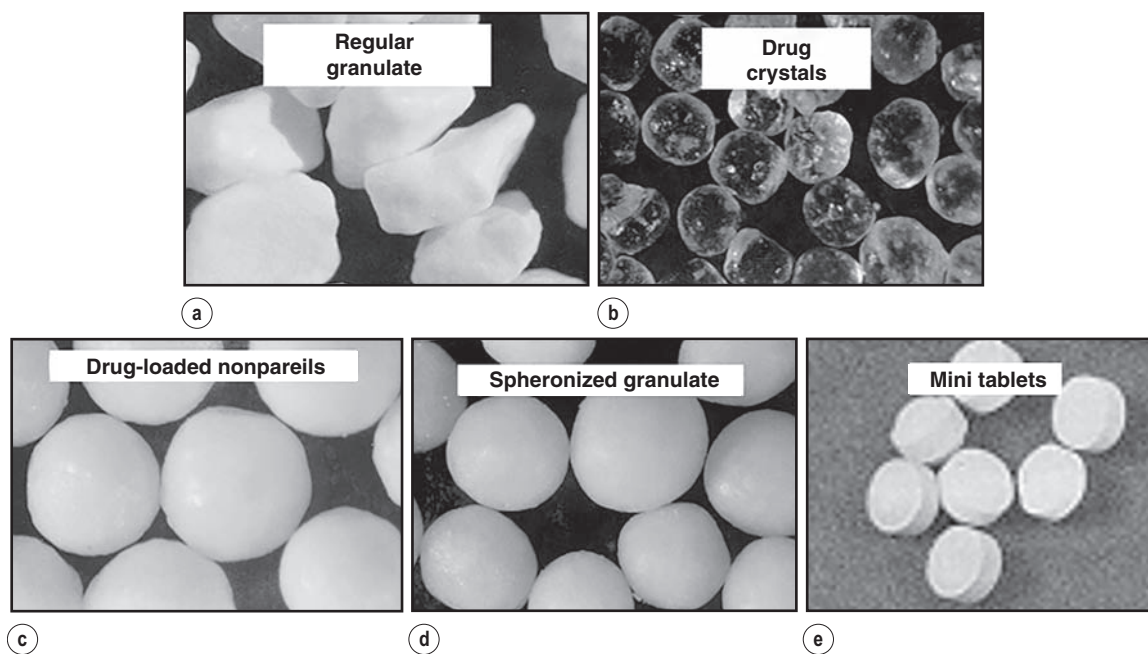 Regular
granulate
Drug
crystals
a
b
Drug-loaded nonpareils
Spheronized granulate
Mini tablets
c
d
e